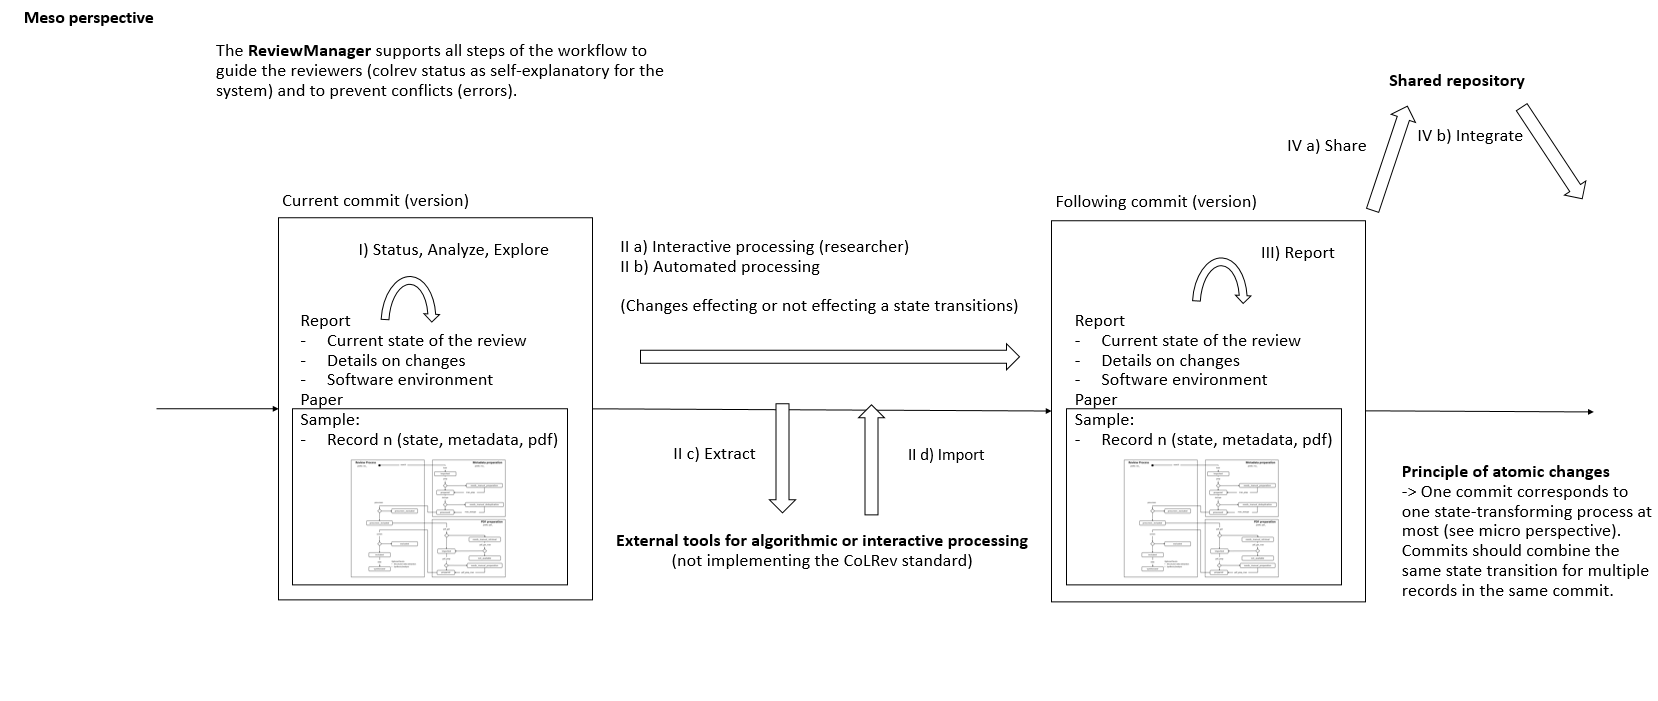 Meso perspective
The ReviewManager supports all steps of the workflow to
guide the reviewers (colrev status as self-explanatory for the
system) and to prevent conflicts (errors).
Shared repository
IV a) Share
IV b) Integrate
Current commit (version)
I) Status, Analyze, Explore
Report
- Current state of the review
- Details on changes
- Software environment
Paper
Sample:
- Record n (state, metadata, pdf)
II a) Interactive processing (researcher)
II b) Automated processing
(Changes effecting or not effecting a state transitions)
II c) Extract
II d) Import
External tools for algorithmic or interactive processing
(not implementing the CoLRev standard)
Following commit (version)
III) Report
Report
- Current state of the review
- Details on changes
- Software environment
Paper
Sample:
- Record n (state, metadata, pdf)
Principle of atomic changes
-> One commit corresponds to
one state-transforming process at
most (see micro perspective).
Commits should combine the
same state transition for multiple
records in the same commit.